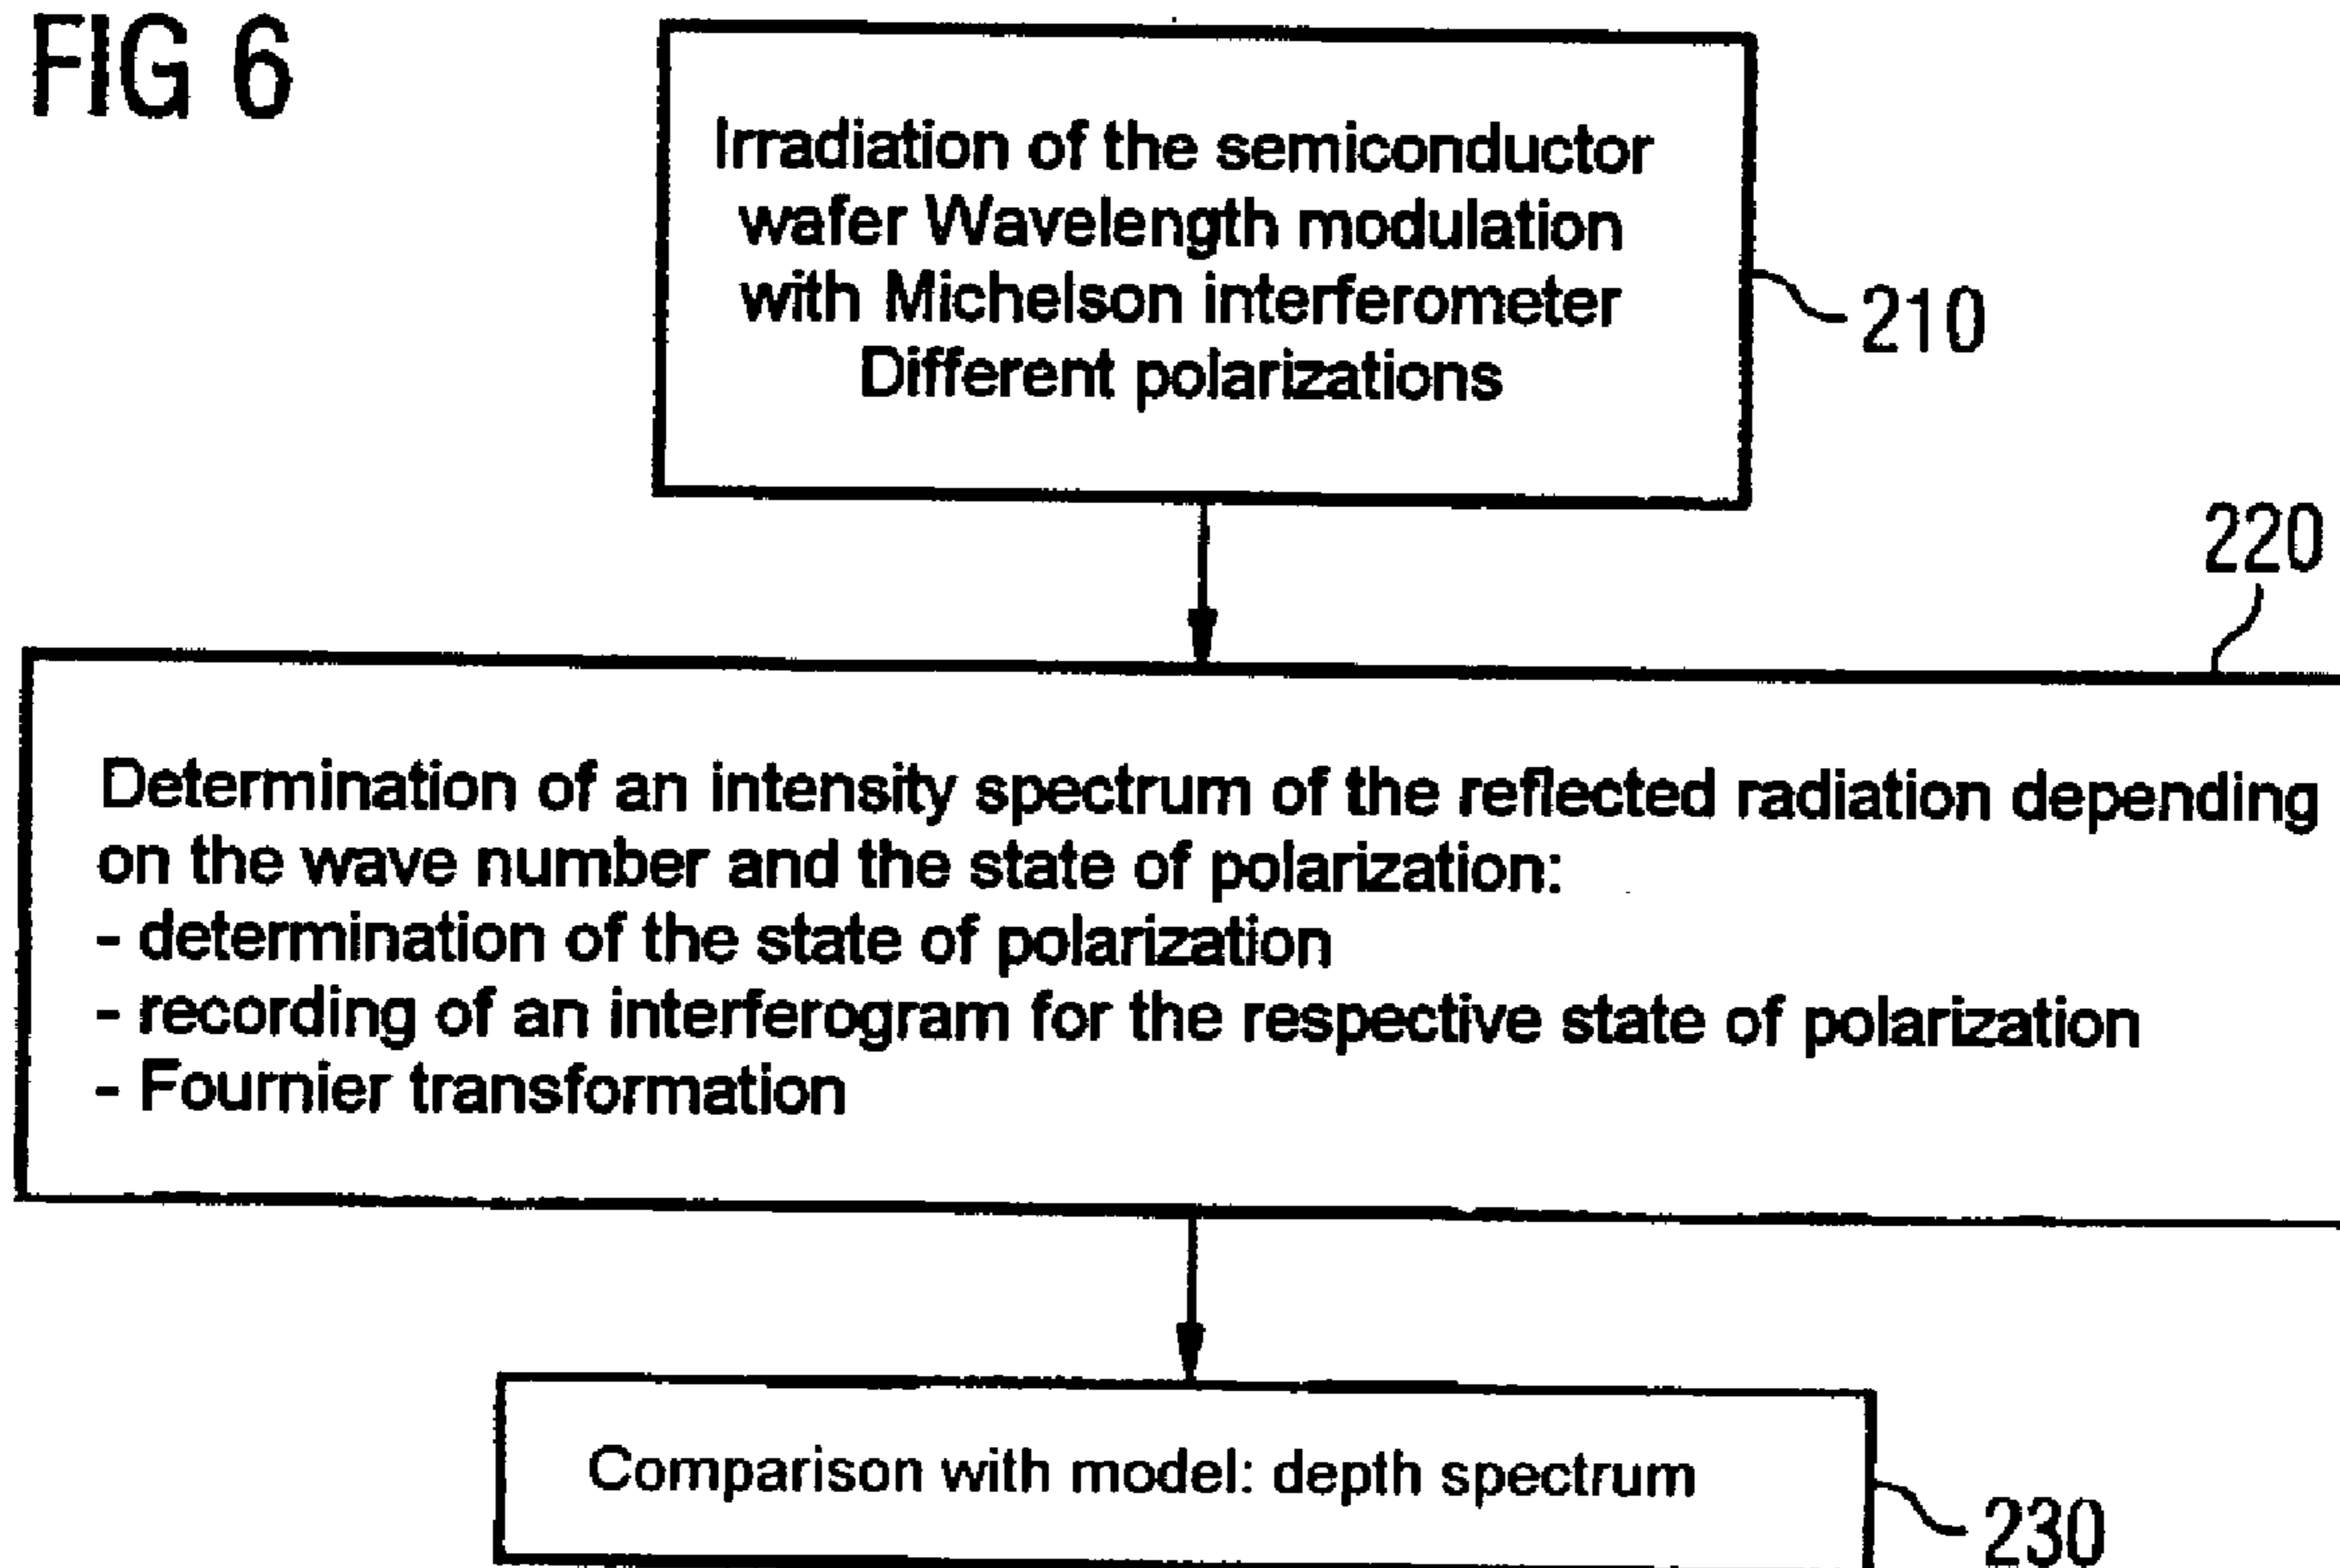 FIG 6
Irradiation of the semiconductor
wafer Wavelength modulation
with Michelson interferometer
Different polarizations
210
220
Determination of an intensity spectrum of the reflected radiation depending
on the wave number and the state of polarization:
- determination of the state of polarization
- recording of an interferogram for the respective state of polarization
- Fournier transformation
Comparison with model: depth spectrum
230